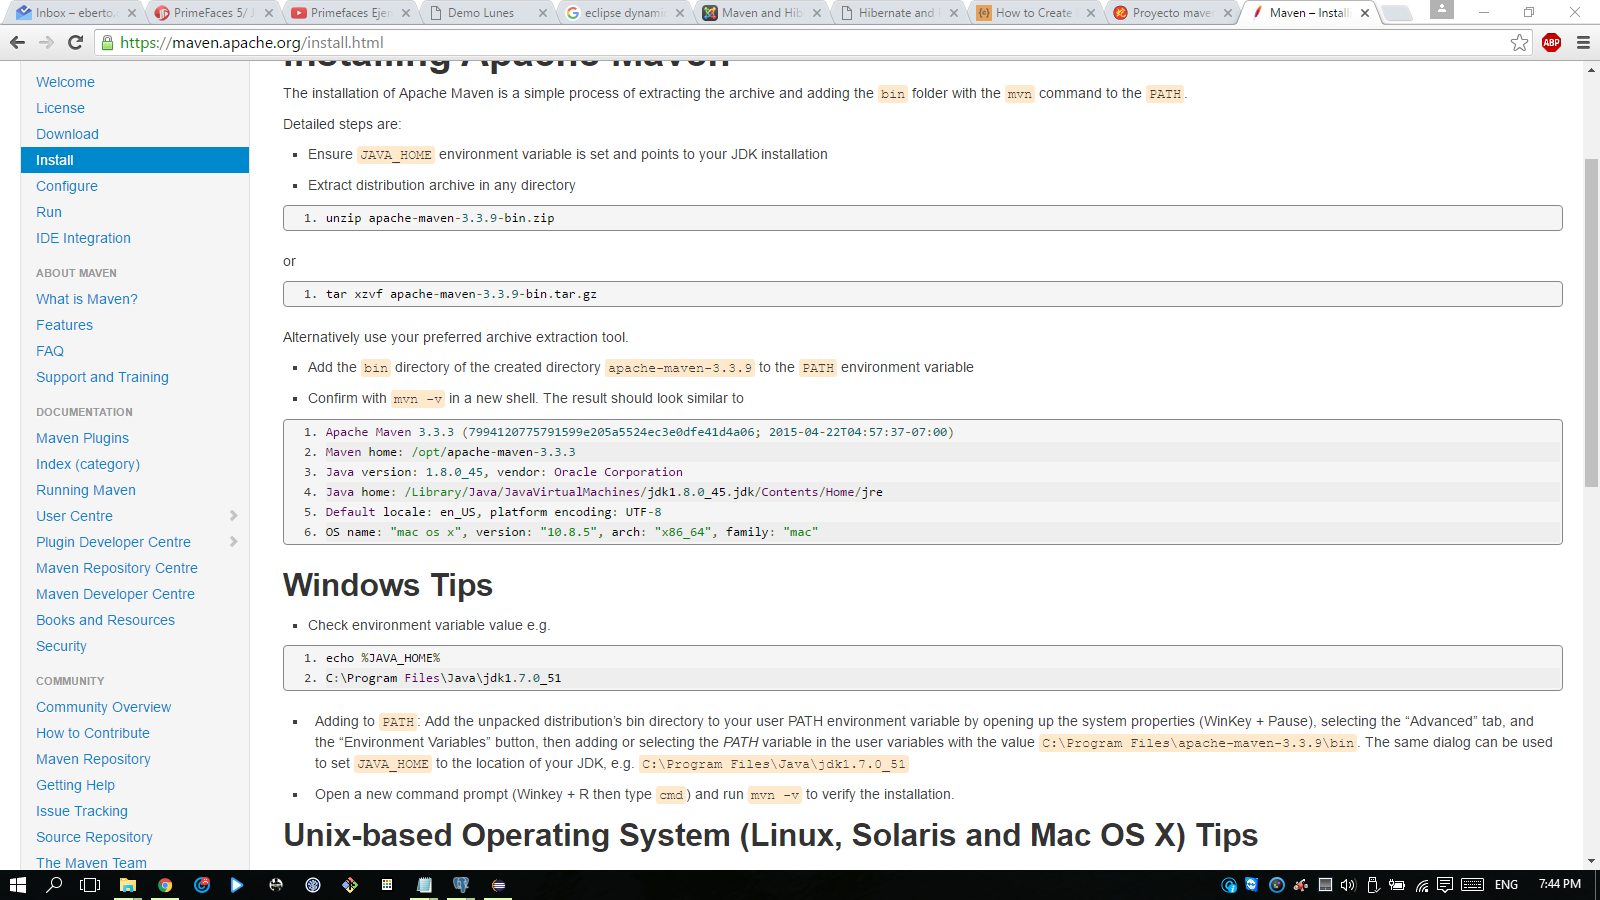 Inbox – eberto.
PrimeFaces 5/ J
Primefaces Ejen
Demo Lunes
eclipse dynami
Maven and Hib
Hibernate and
How to Create
Proyecto mave
Maven – Install
https://maven.apache.org/install.html
ABP
Installing Apache Maven
Welcome
License
Download
Install
Configure
Run
IDE Integration
ABOUT MAVEN
What is Maven?
Features
FAQ
Support and Training
DOCUMENTATION
Maven Plugins
Index (category)
Running Maven
User Centre
Plugin Developer Centre
Maven Repository Centre
Maven Developer Centre
Books and Resources
Security
COMMUNITY
Community Overview
How to Contribute
Maven Repository
Getting Help
Issue Tracking
Source Repository
The Maven Team
The installation of Apache Maven is a simple process of extracting the archive and adding the bin folder with the mvn command to the PATH.
Detailed steps are:
Ensure JAVA_HOME environment variable is set and points to your JDK installation
Extract distribution archive in any directory
1. unzip apache-maven-3.3.9-bin.zip
or
1. tar xzvf apache-maven-3.3.9-bin.tar.gz
Alternatively use your preferred archive extraction tool.
Add the bin directory of the created directory apache-maven-3.3.9 to the PATH environment variable
Confirm with mvn -v in a new shell. The result should look similar to
1. Apache Maven 3.3.3 (7994120775791599e205a5524ec3e0dfe41d4a06; 2015-04-22T04:57:37-07:00)
2. Maven home: /opt/apache-maven-3.3.3
3. Java version: 1.8.0_45, vendor: Oracle Corporation
4. Java home: /Library/Java/JavaVirtualMachines/jdk1.8.0_45.jdk/Contents/Home/jre
5. Default locale: en_US, platform encoding: UTF-8
6. OS name: "mac os x", version: "10.8.5", arch: "x86_64", family: "mac"
Windows Tips
Check environment variable value e.g.
1. echo %JAVA_HOME%
2. C:\Program Files\Java\jdk1.7.0_51
Adding to PATH: Add the unpacked distribution’s bin directory to your user PATH environment variable by opening up the system properties (WinKey + Pause), selecting the “Advanced” tab, and
the “Environment Variables” button, then adding or selecting the PATH variable in the user variables with the value C:\Program Files\apache-maven-3.3.9\bin. The same dialog can be used
to set JAVA_HOME to the location of your JDK, e.g. C:\Program Files\Java\jdk1.7.0_51
Open a new command prompt (Winkey + R then type cmd) and run mvn -v to verify the installation.
Unix-based Operating System (Linux, Solaris and Mac OS X) Tips
ENG
7:44 PM